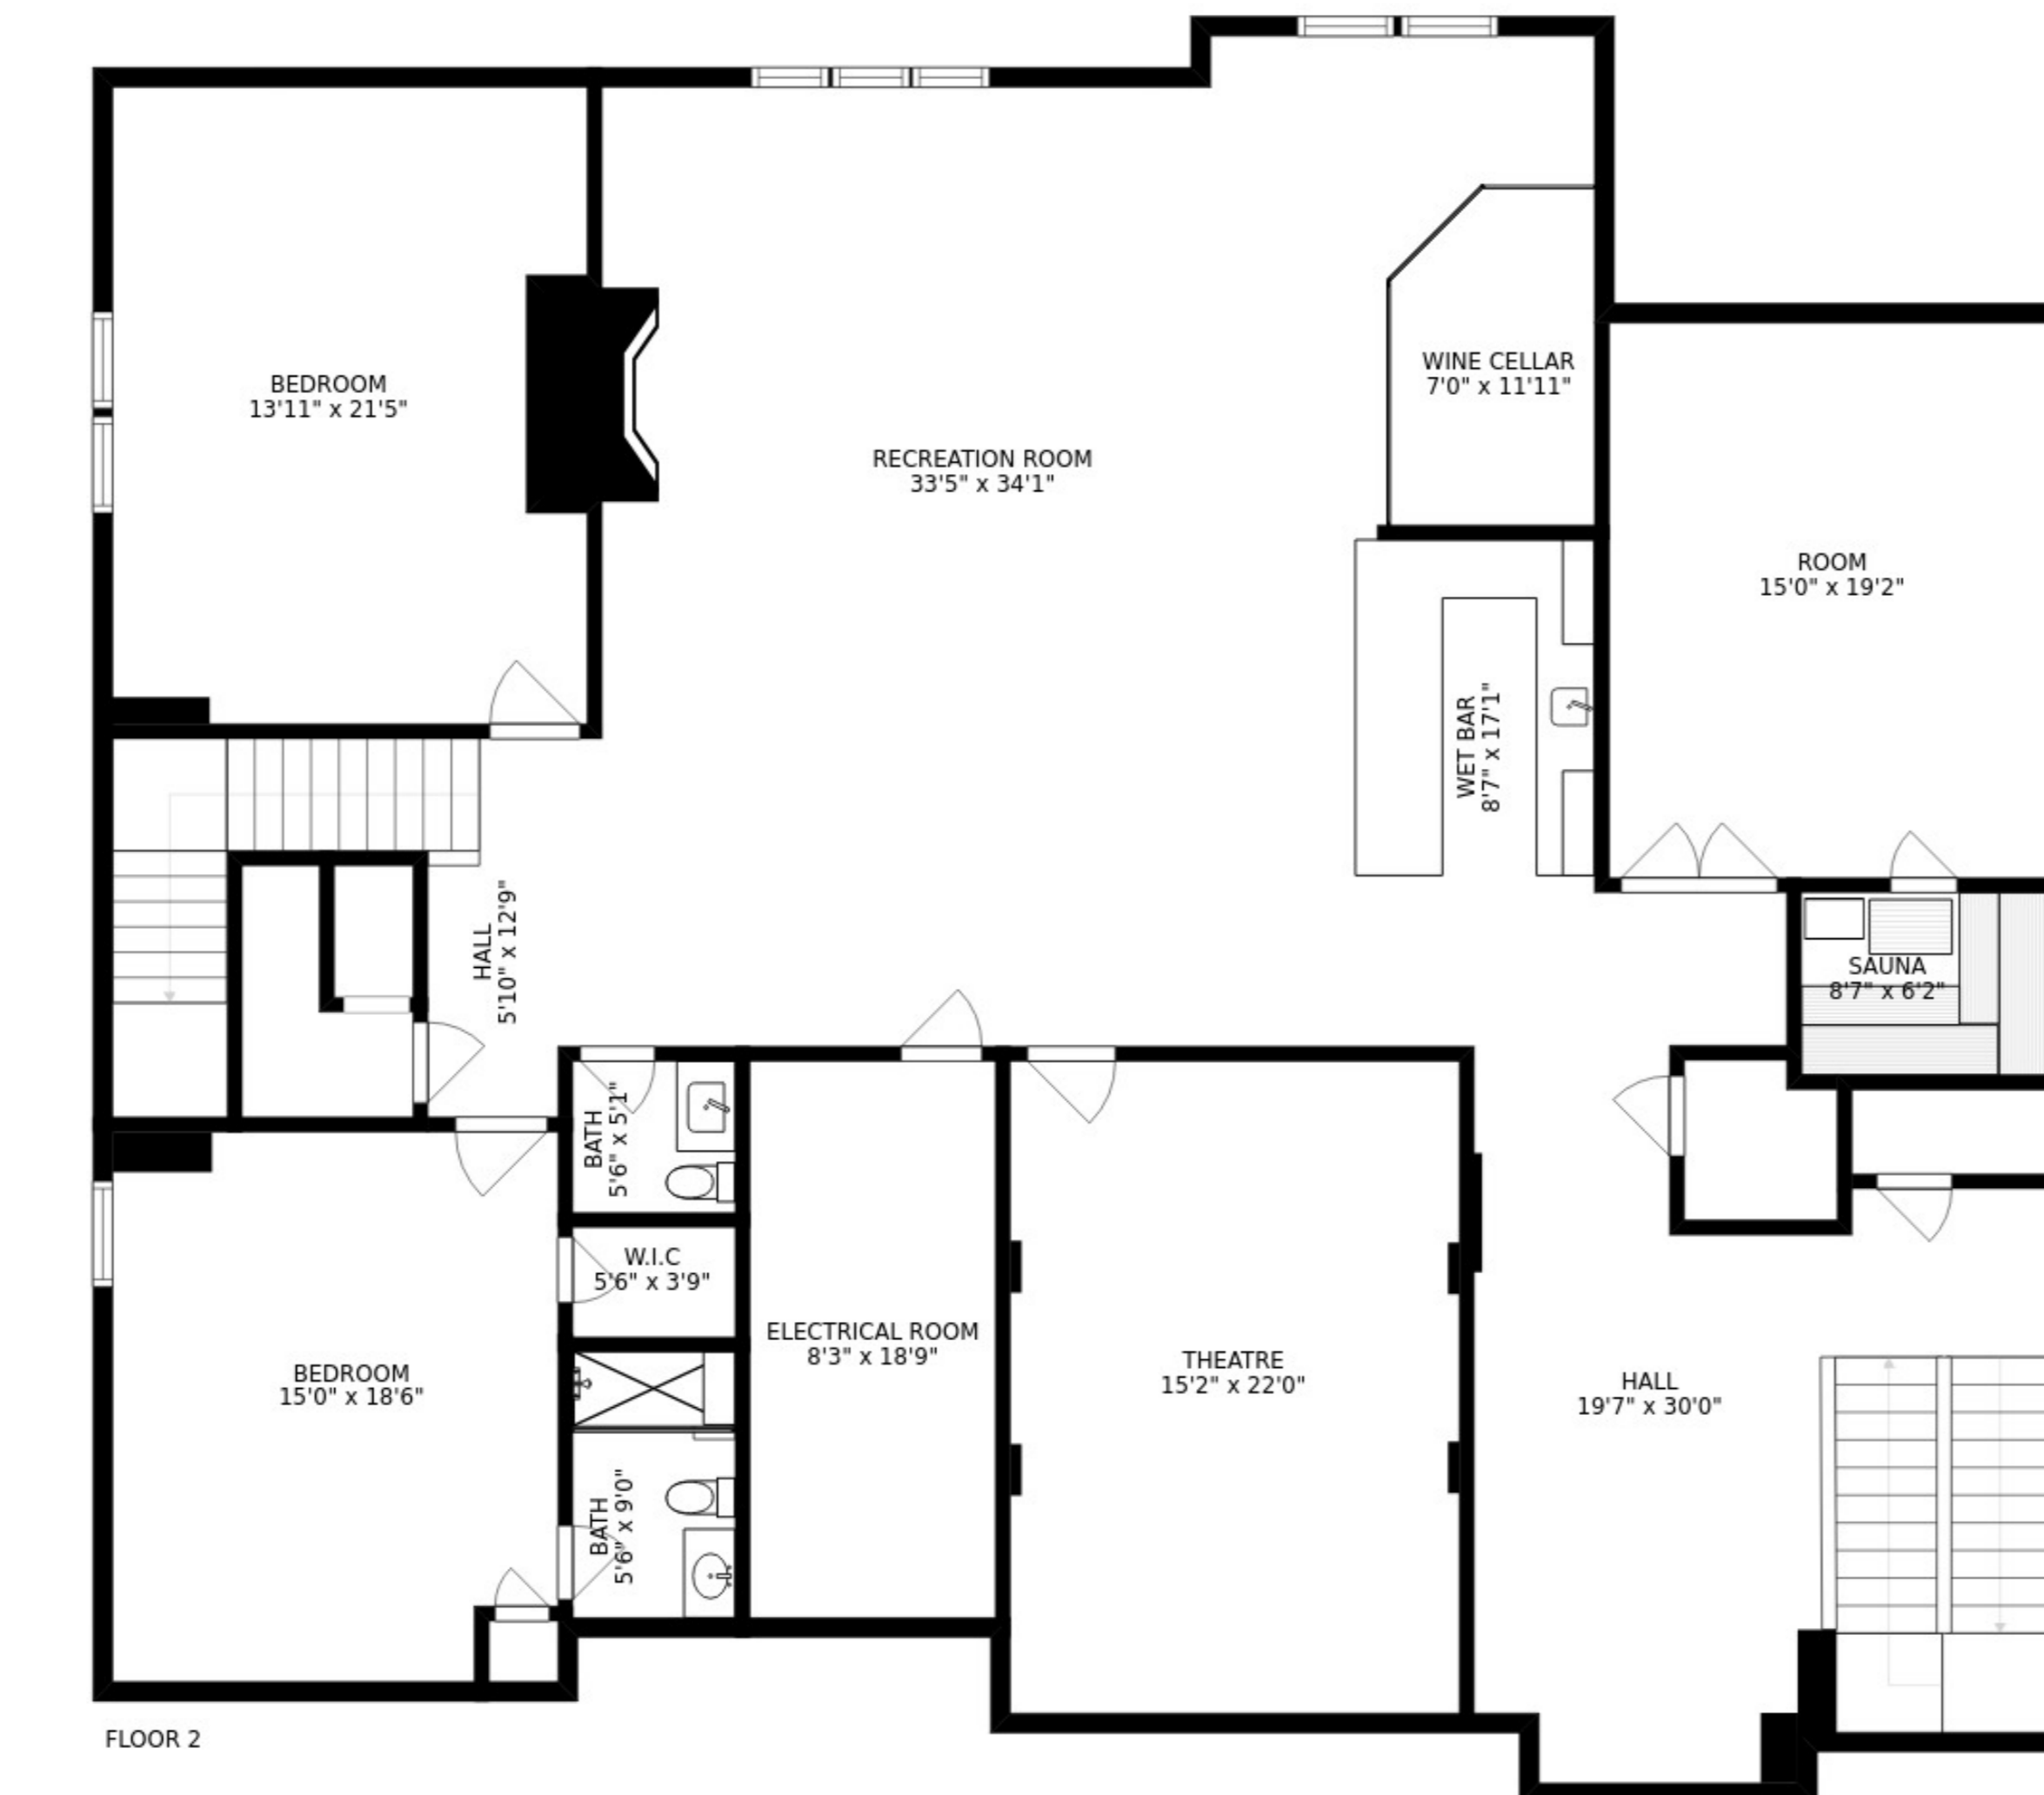 BEDROOM
13'11" x 21'5"
RECREATION ROOM
33'5" x 34'1"
WINE CELLAR
7'0" x 11'11"
ROOM
15'0" x 19'2"
WET BAR
8'7" x 17'1"
HALL
5'10" x 12'9"
SAUNA
8'7" x 6'2"
BATH
5'6" x 5'1"
W.I.C
5'6" x 3'9"
ELECTRICAL ROOM
8'3" x 18'9"
THEATRE
15'2" x 22'0"
BEDROOM
15'0" x 18'6"
HALL
19'7" x 30'0"
BATH
5'6" x 9'0"
FLOOR 2